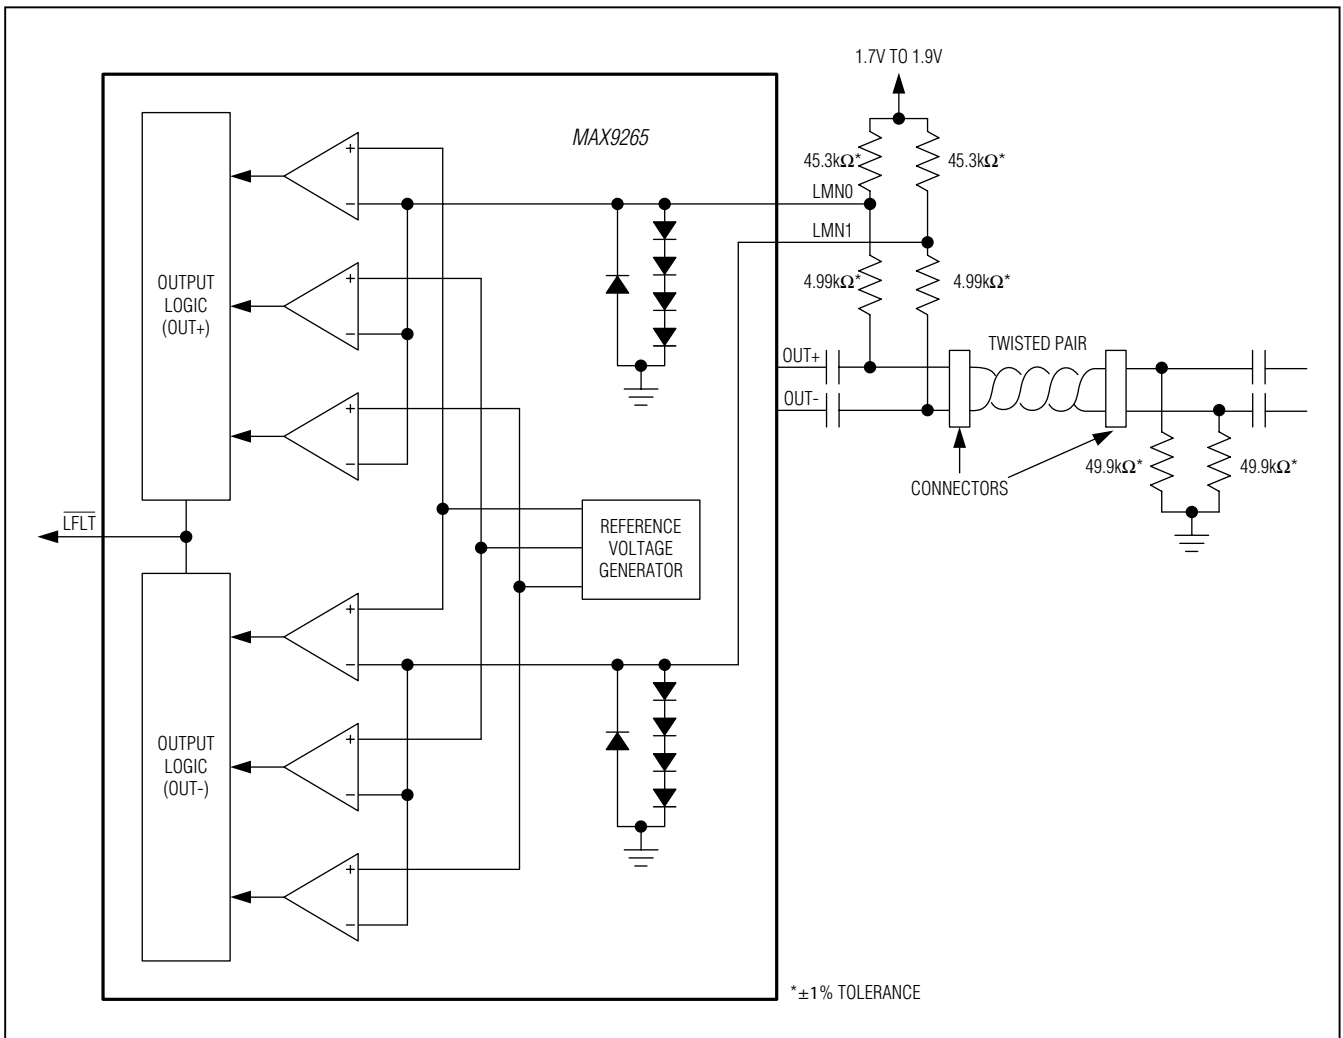 1.7V TO 1.9V
MAX9265
45.3kΩ*
45.3kΩ*
LMN0
LMN1
4.99kΩ*
4.99kΩ*
OUTPUT
LOGIC
(OUT+)
+
−
+
−
+
−
OUT+
OUT-
TWISTED PAIR
CONNECTORS
49.9kΩ*
49.9kΩ*
L̅F̅L̅T̅
REFERENCE
VOLTAGE
GENERATOR
OUTPUT
LOGIC
(OUT-)
+
−
+
−
+
−
*±1% TOLERANCE